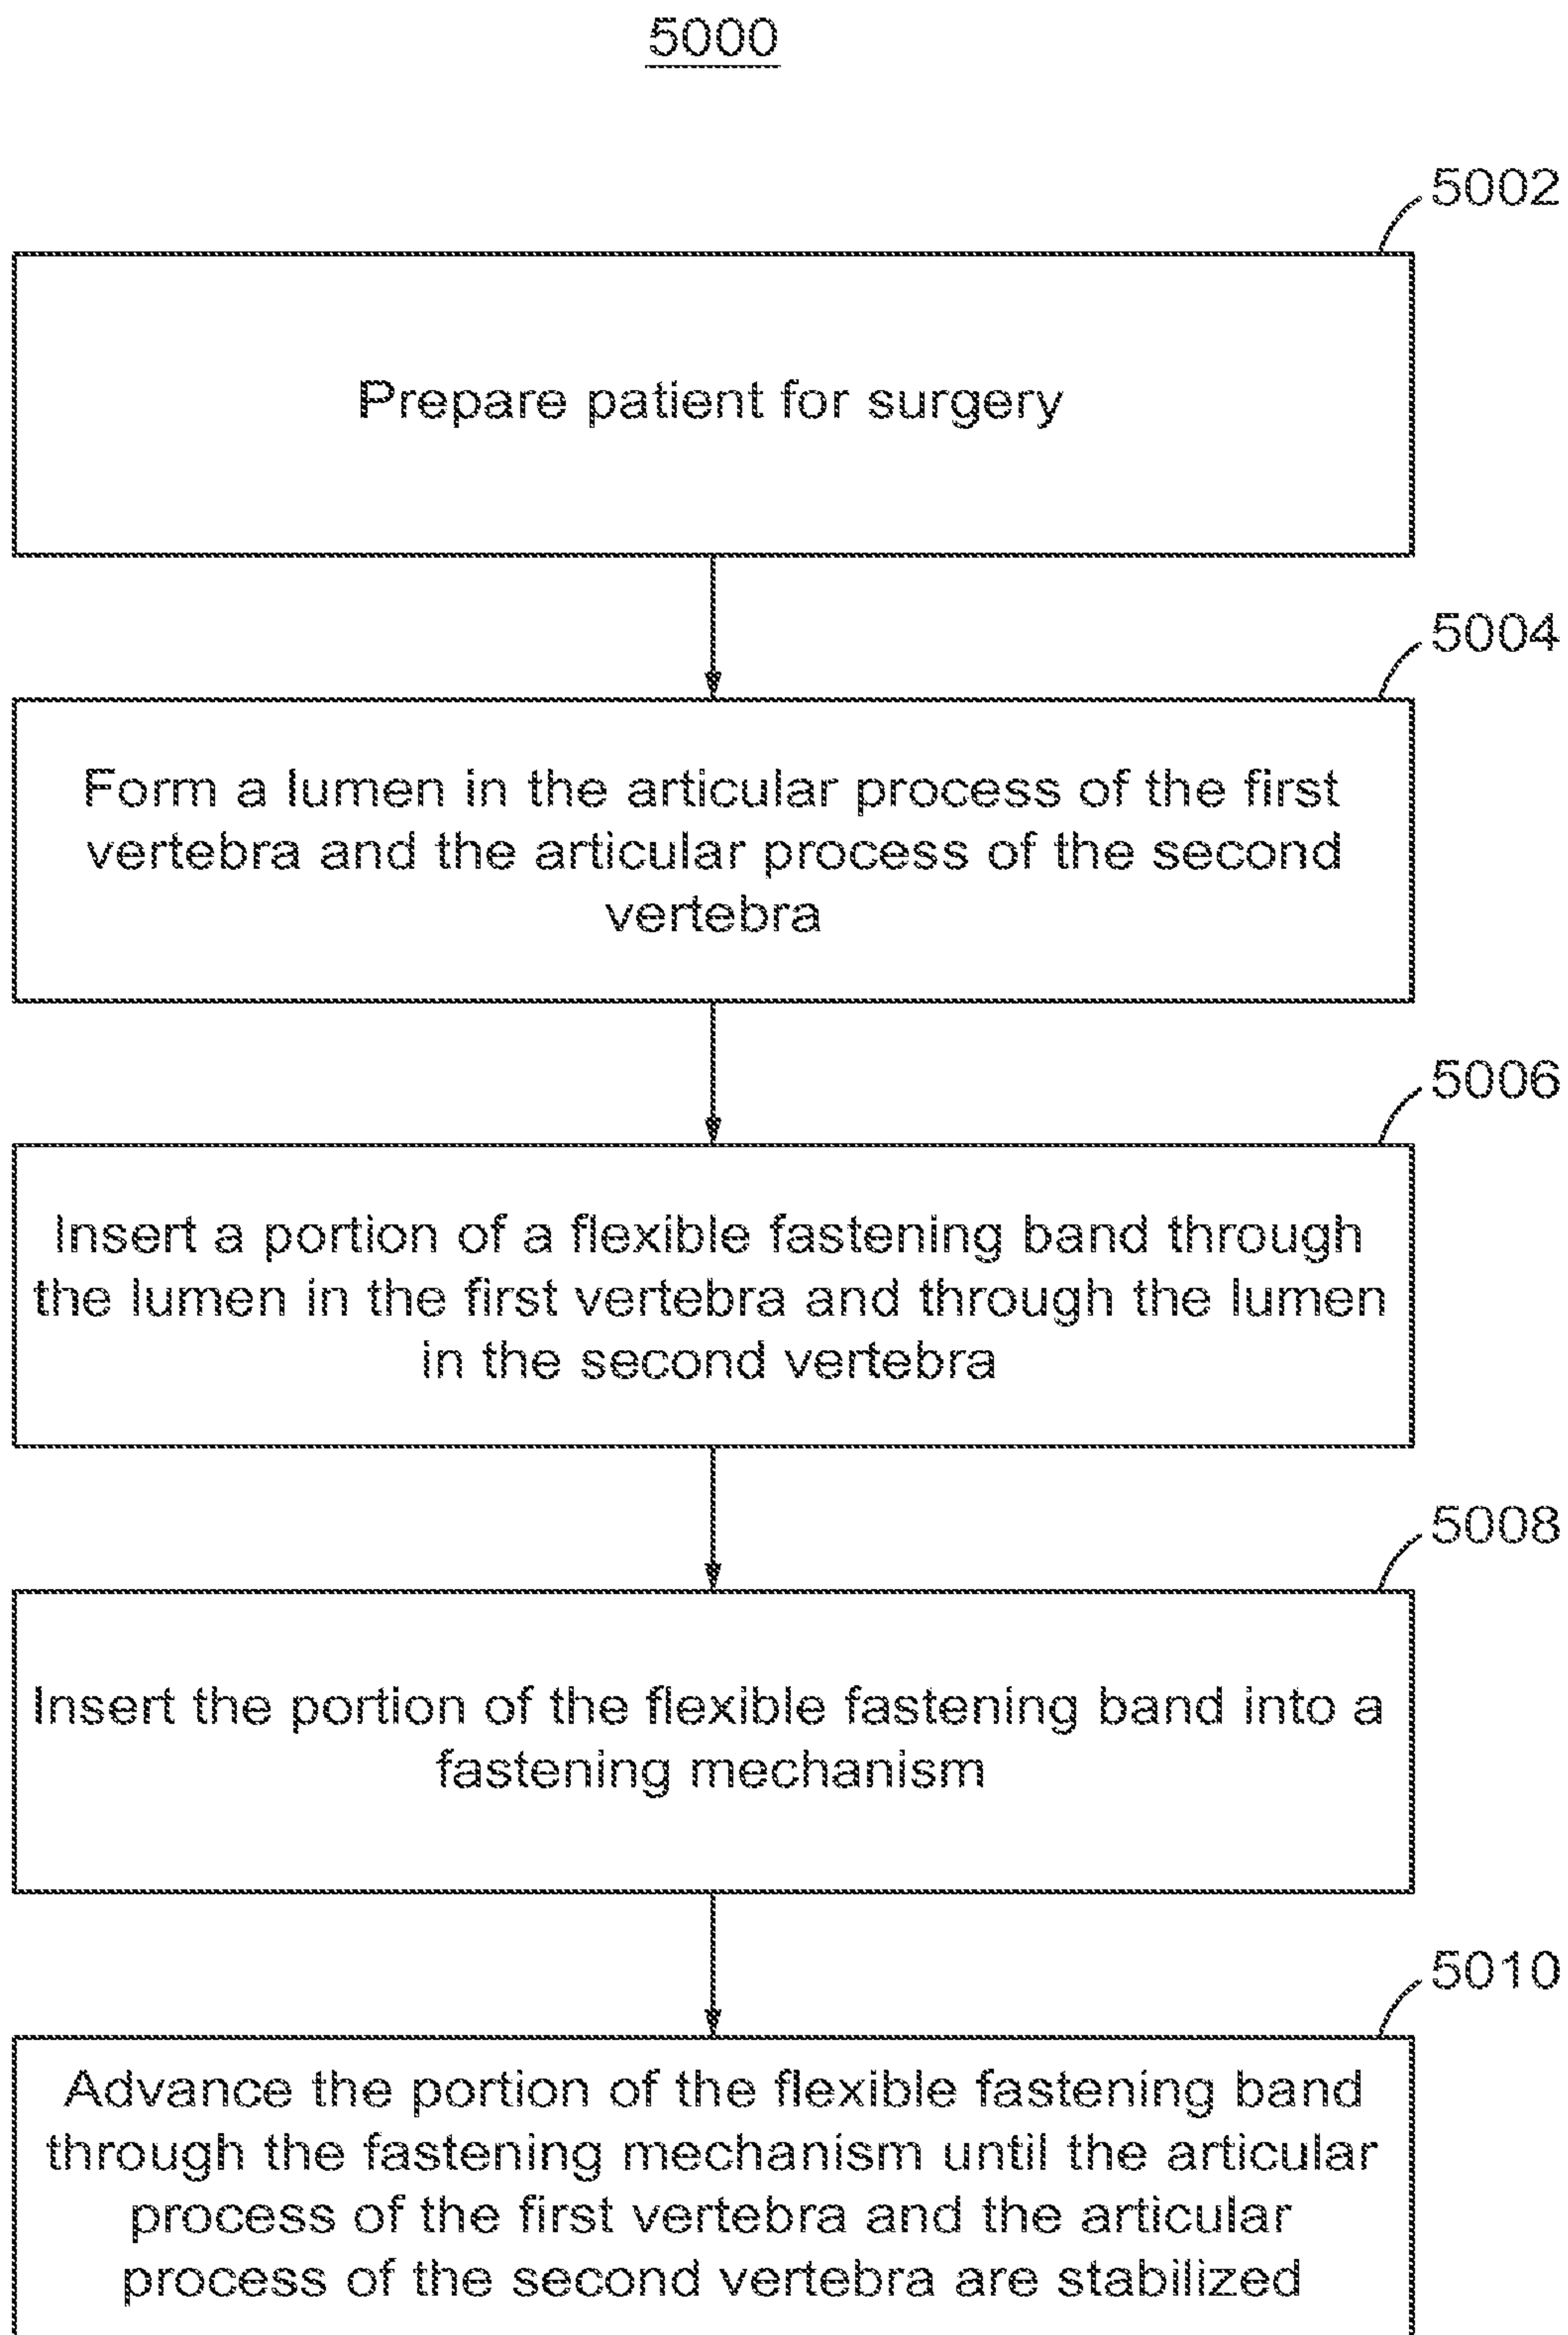 5000
5002
Prepare patient for surgery
5004
Form a lumen in the articular process of the first
vertebra and the articular process of the second
vertebra
5006
Insert a portion of a flexible fastening band through
the lumen in the first vertebra and through the lumen
in the second vertebra
5008
Insert the portion of the flexible fastening band into a
fastening mechanism
5010
Advance the portion of the flexible fastening band
through the fastening mechanism until the articular
process of the first vertebra and the articular
process of the second vertebra are stabilized